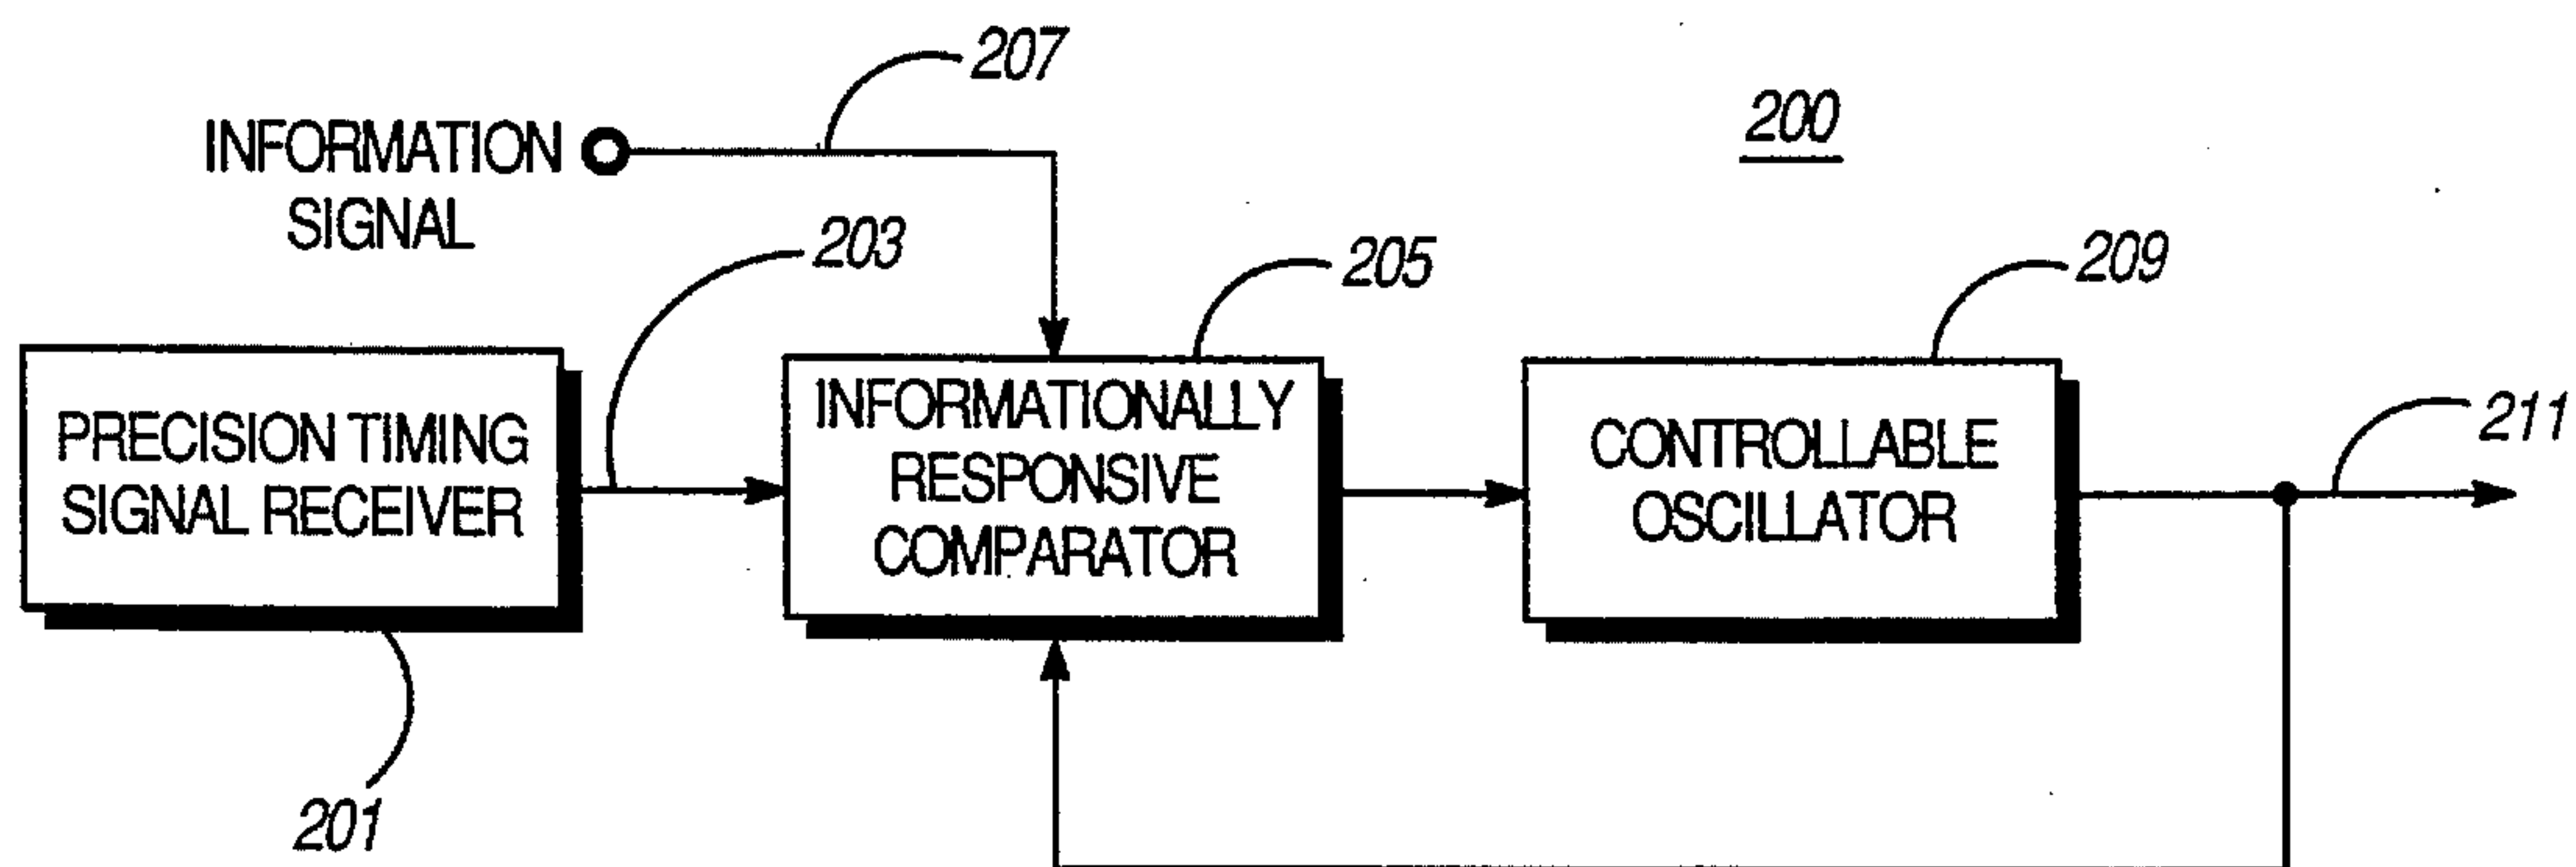 207
200
INFORMATION
SIGNAL
203
205
209
211
PRECISION TIMING
SIGNAL RECEIVER
INFORMATIONALLY
RESPONSIVE
COMPARATOR
CONTROLLABLE
OSCILLATOR
201